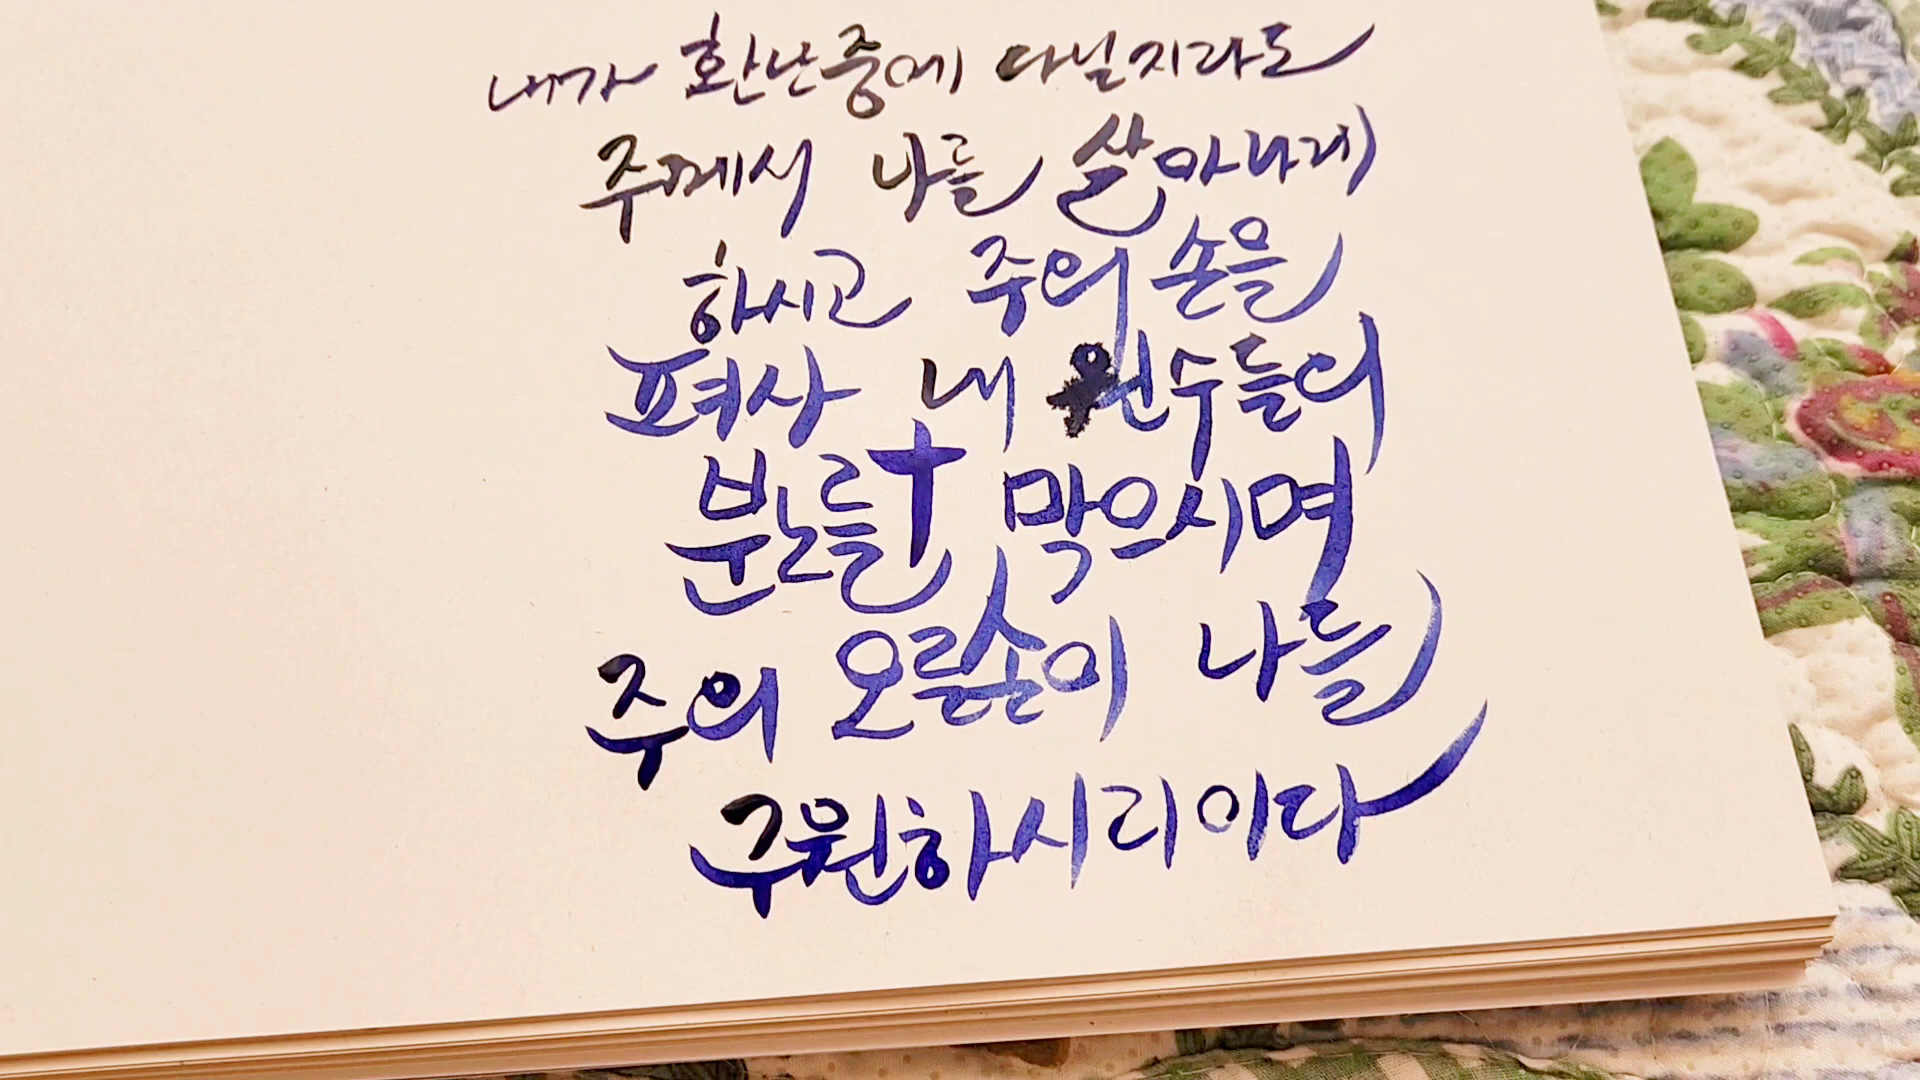 내가 환난중에 다닐지라도
주께서 나를 살아나게
하시고 주의 손을
펴사 내 원수들의
분노를 막으시며
주의 오른손이 나를
구원하시리이다